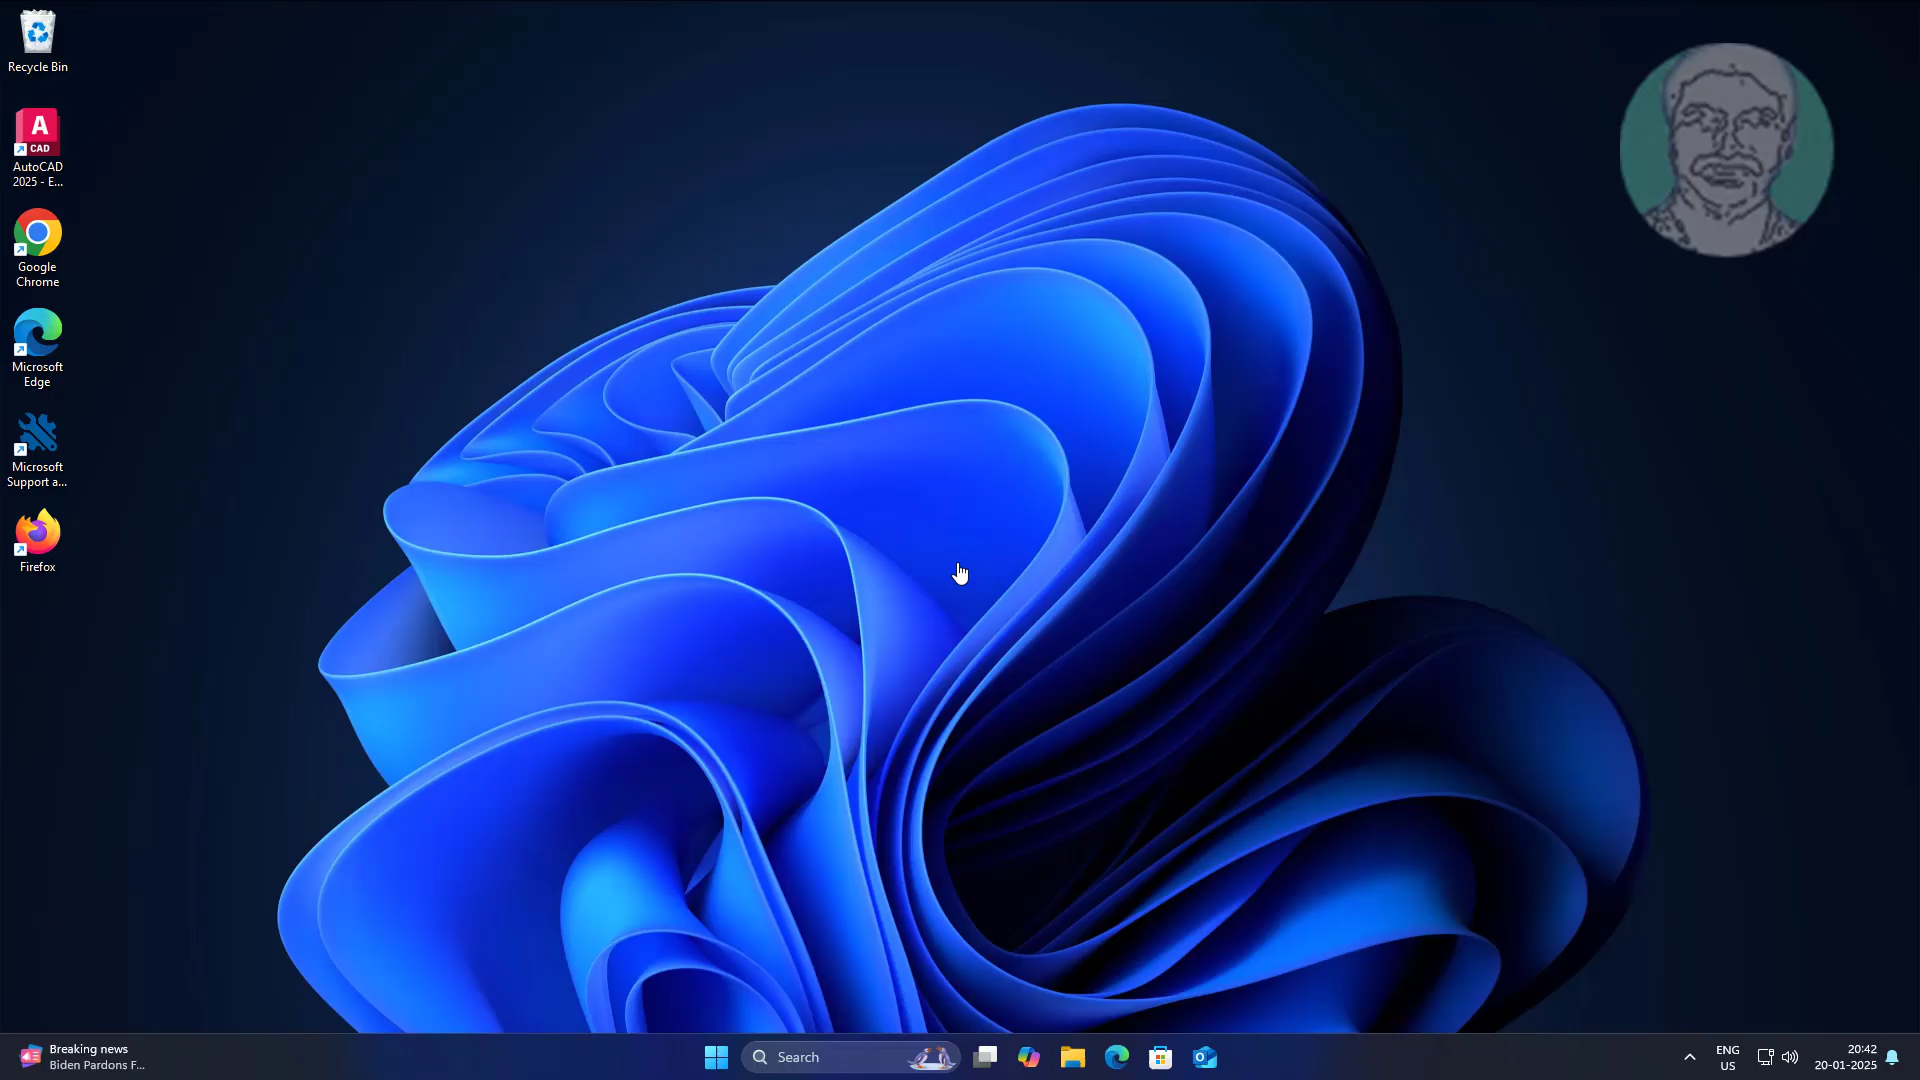 Recycle Bin
A
CAD
AutoCAD
2025 - E...
Google
Chrome
Microsoft
Edge
Microsoft
Support a...
Firefox
Breaking news
Biden Pardons F...
Search
ENG
US
20:42
20-01-2025